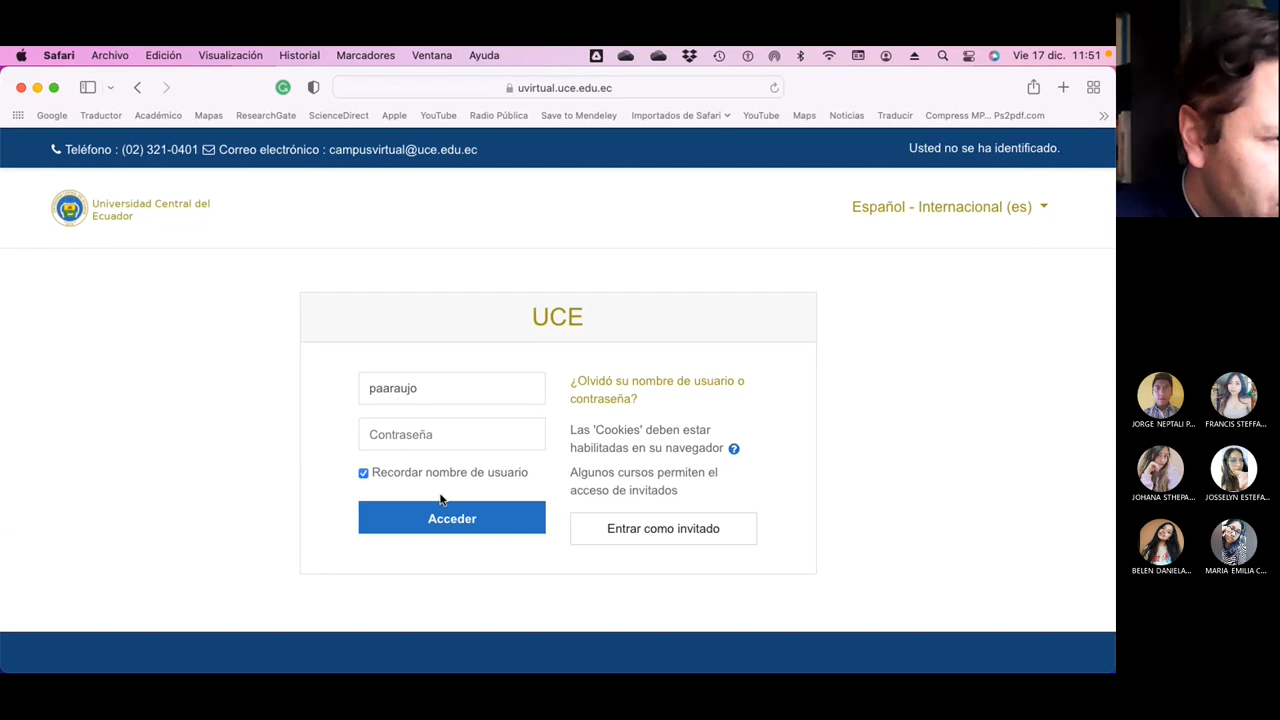 Safari Archivo Edición Visualización Historial Marcadores Ventana Ayuda Vie 17 dic. 11:51
uvirtual.uce.edu.ec
Google Traductor Académico Mapas ResearchGate ScienceDirect Apple YouTube Radio Pública Save to Mendeley Importados de Safari YouTube Maps Noticias Traducir Compress MP... Ps2pdf.com
Teléfono : (02) 321-0401 Correo electrónico : campusvirtual@uce.edu.ec
Usted no se ha identificado.
Universidad Central del
Ecuador
Español - Internacional (es)
UCE
paaraujo
Contraseña
Recordar nombre de usuario
Acceder
¿Olvidó su nombre de usuario o
contraseña?
Las 'Cookies' deben estar
habilitadas en su navegador ?
Algunos cursos permiten el
acceso de invitados
Entrar como invitado
JORGE NEPTALI P... FRANCIS STEFFA...
JOHANA STHEPA... JOSSELYN ESTEFA...
BELEN DANIELA... MARIA EMILIA C...